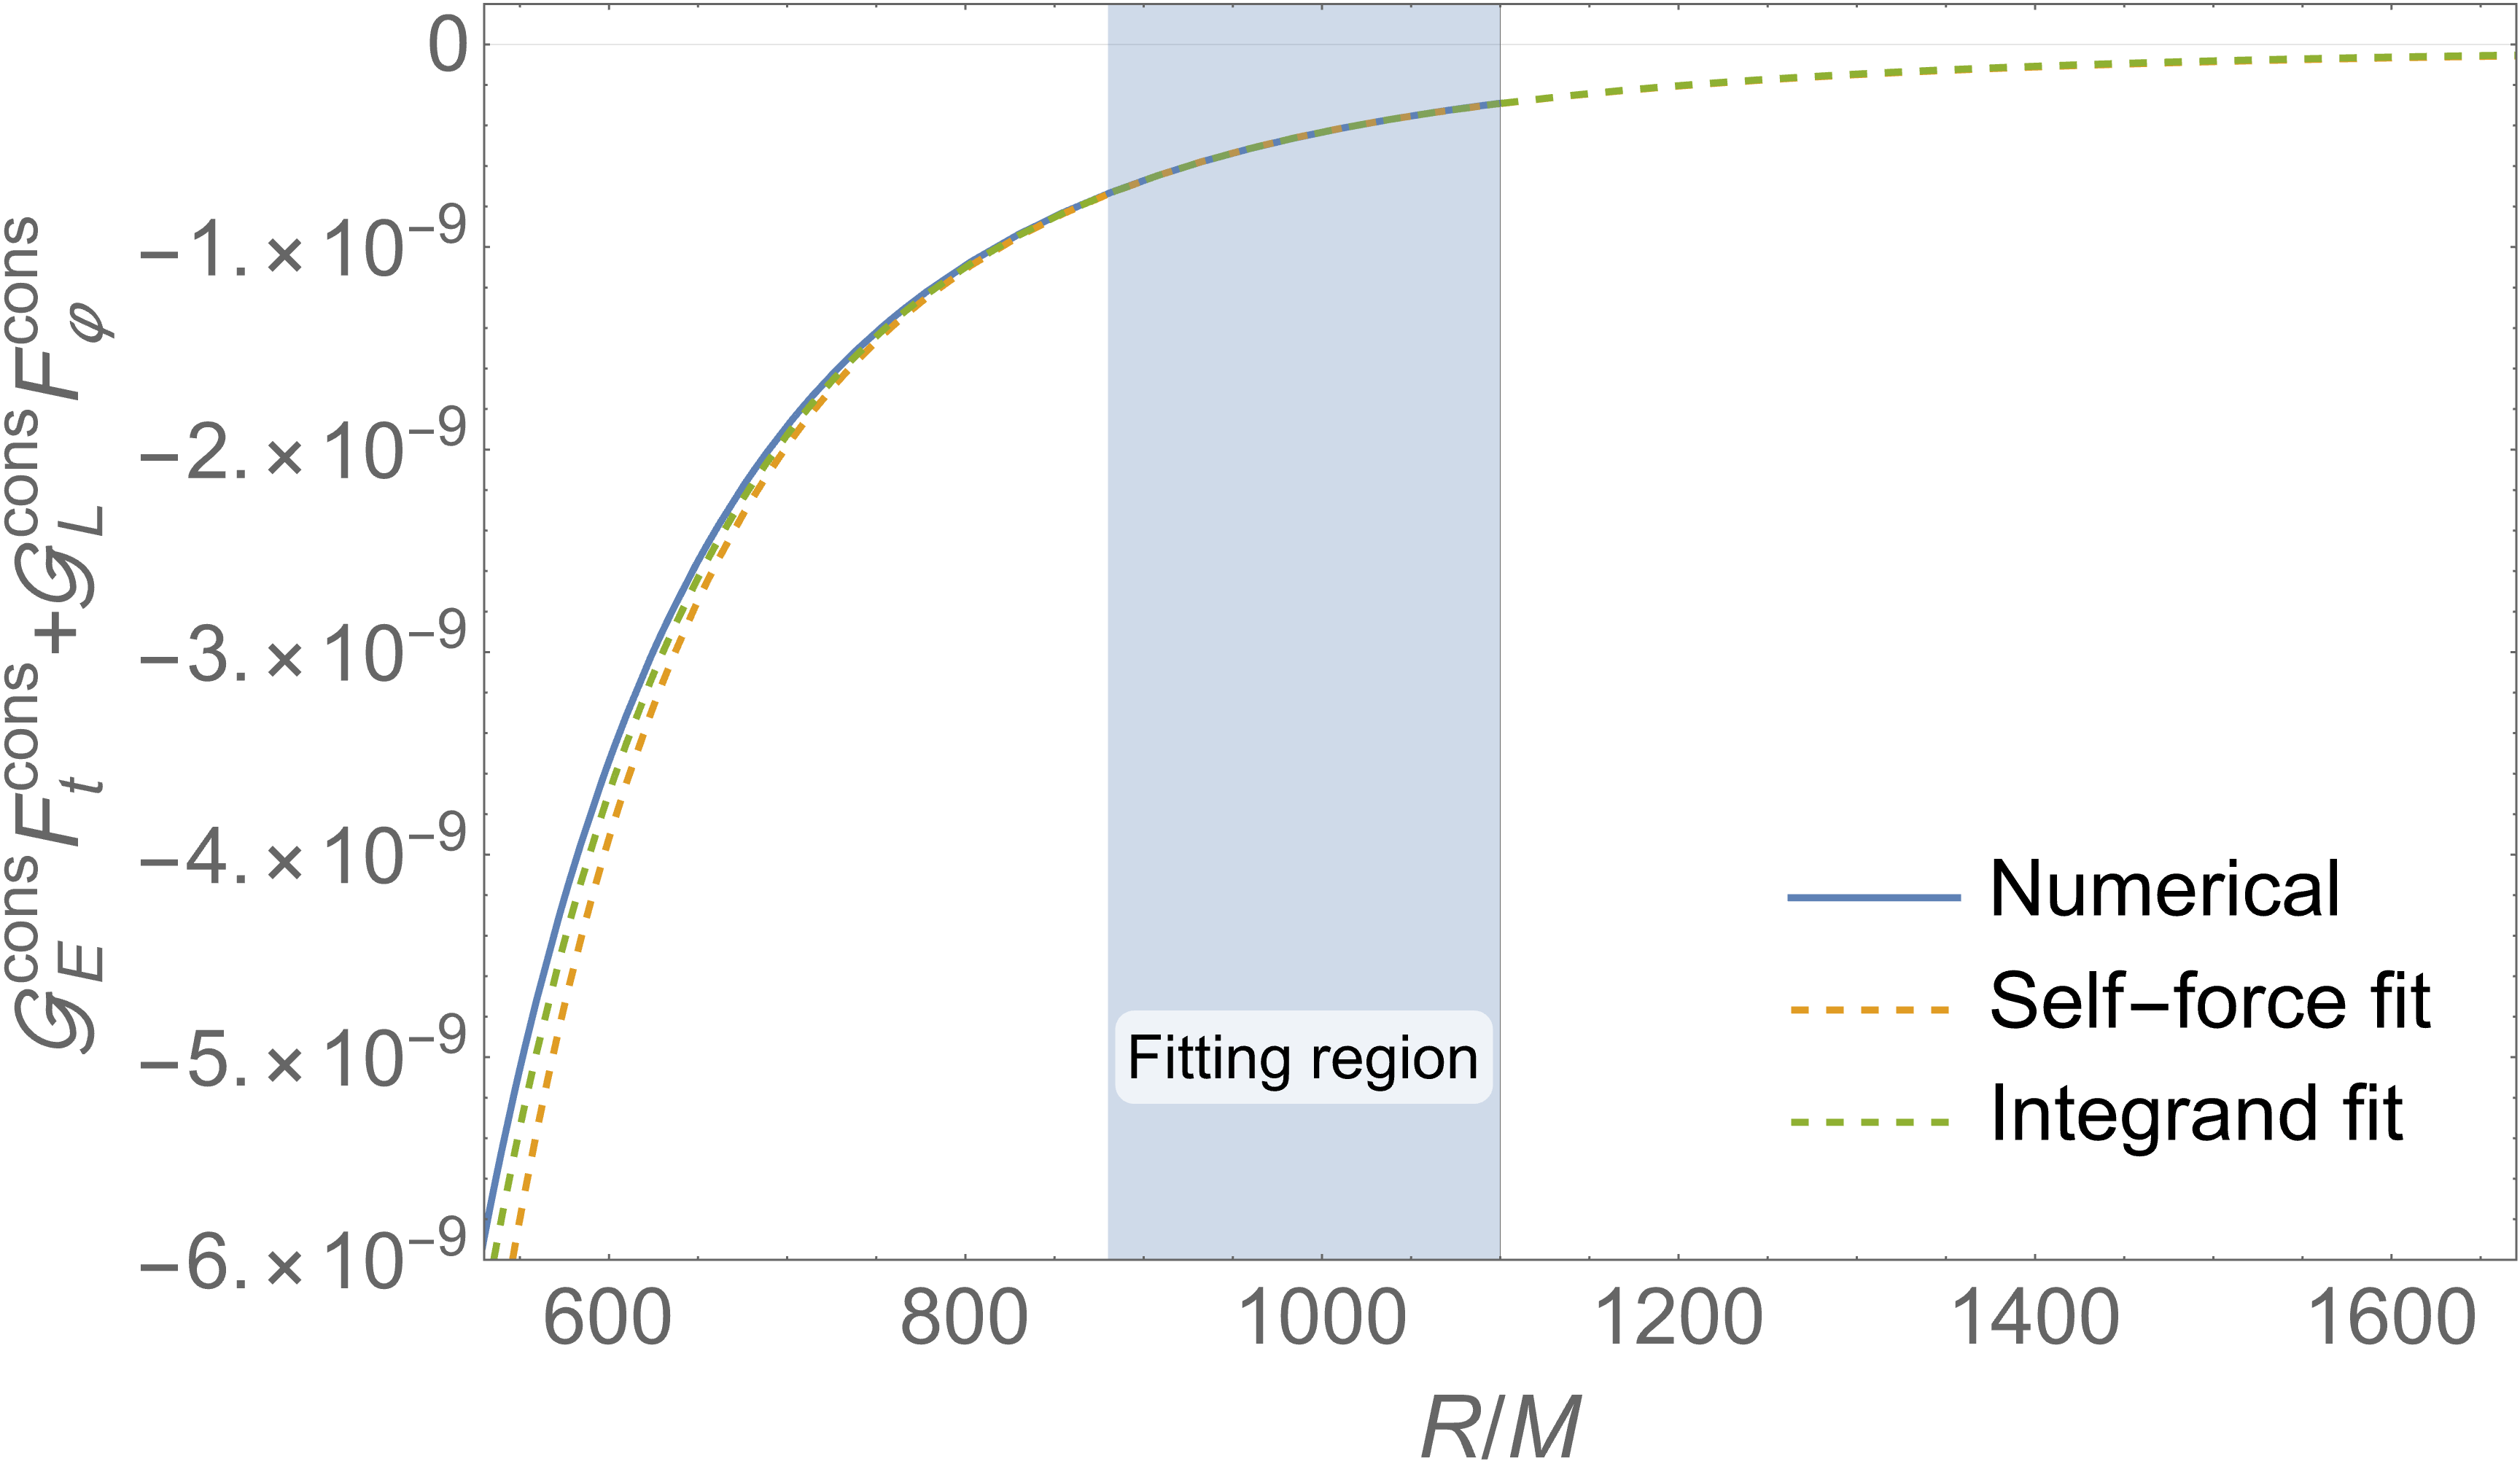 𝒢_E^cons F_t^cons + 𝒢_L^cons F_φ^cons
0
−1.×10^−9
−2.×10^−9
−3.×10^−9
−4.×10^−9
−5.×10^−9
−6.×10^−9
Numerical
Self−force fit
Integrand fit
Fitting region
600 800 1000 1200 1400 1600
R/M